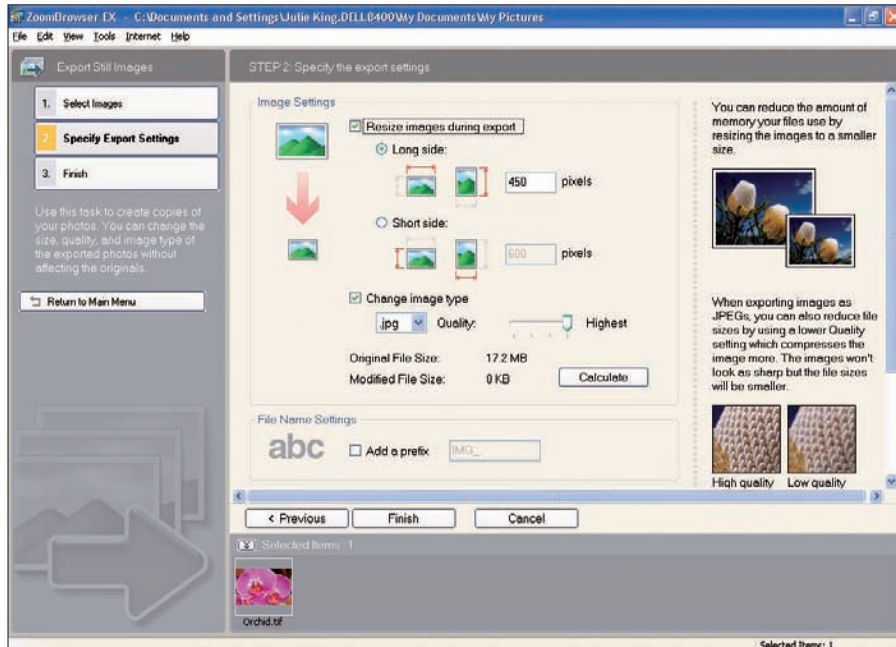 ZoomBrowser EX - C:\Documents and Settings\Julie King.DELL8400\My Documents\My Pictures
File Edit View Tools Internet Help
Export Still Images
1. Select Images
2. Specify Export Settings
3. Finish
Use this task to create copies of
your photos. You can change the
size, quality, and image type of
the exported photos without
affecting the originals.
Return to Main Menu
STEP 2: Specify the export settings
Image Settings
Resize images during export
Long side:
450 pixels
Short side:
600 pixels
Change image type
.jpg Quality: Highest
Original File Size: 17.2 MB
Modified File Size: 0 KB Calculate
File Name Settings
abc Add a prefix IMG_
You can reduce the amount of
memory your files use by
resizing the images to a smaller
size.
When exporting images as
JPEGs, you can also reduce file
sizes by using a lower Quality
setting which compresses the
image more. The images won't
look as sharp but the file sizes
will be smaller.
High quality Low quality
< Previous Finish Cancel
Selected Items : 1
Orchid.tif
Selected Items: 1